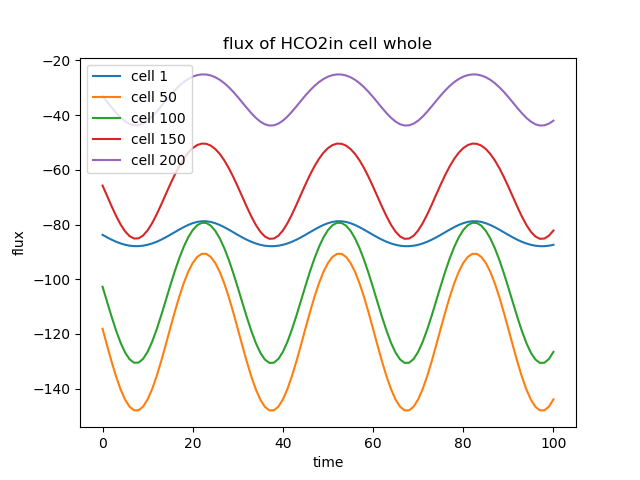 flux of HCO2in cell whole
cell 1
cell 50
cell 100
cell 150
cell 200
flux
−20
−40
−60
−80
−100
−120
−140
0 20 40 60 80 100
time